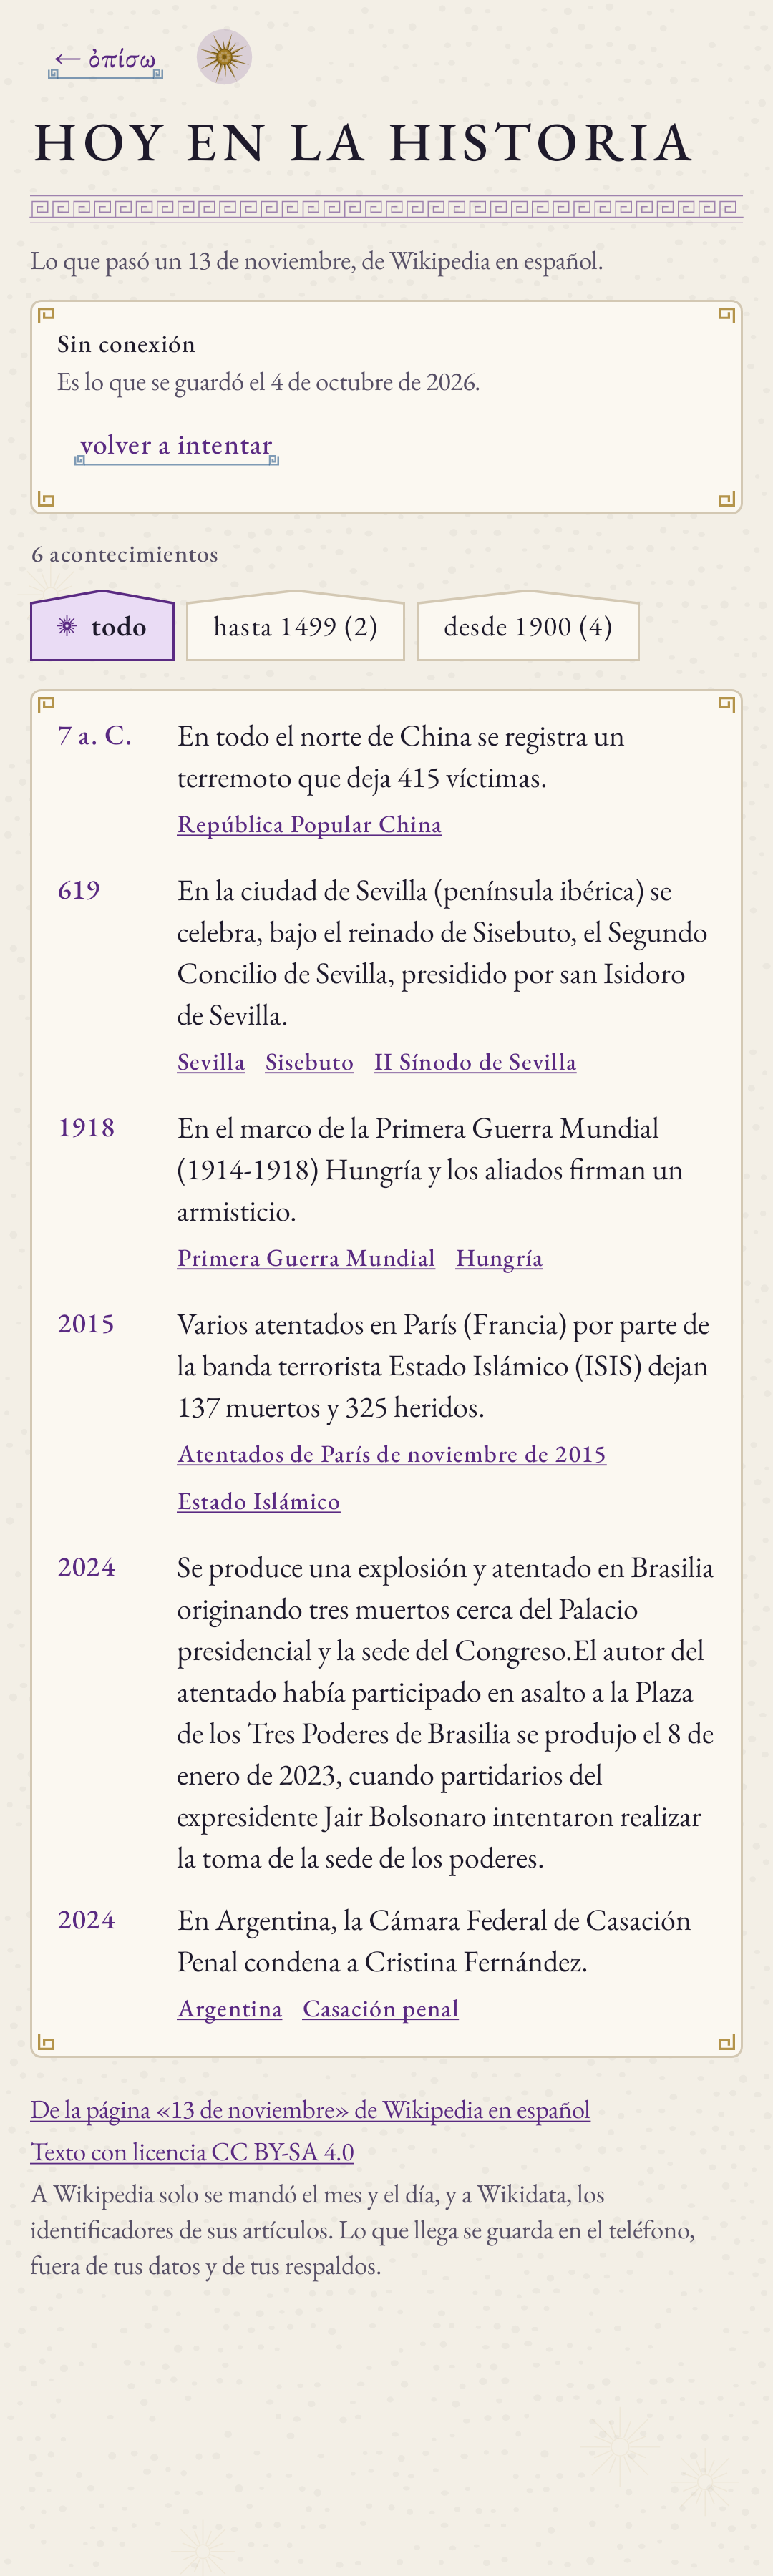 ← ὀπίσω
HOY EN LA HISTORIA
Lo que pasó un 13 de noviembre, de Wikipedia en español.
Sin conexión
Es lo que se guardó el 4 de octubre de 2026.
volver a intentar
6 acontecimientos
todo
hasta 1499 (2)
desde 1900 (4)
7 a. C.
En todo el norte de China se registra un
terremoto que deja 415 víctimas.
República Popular China
619
En la ciudad de Sevilla (península ibérica) se
celebra, bajo el reinado de Sisebuto, el Segundo
Concilio de Sevilla, presidido por san Isidoro
de Sevilla.
Sevilla Sisebuto II Sínodo de Sevilla
1918
En el marco de la Primera Guerra Mundial
(1914-1918) Hungría y los aliados firman un
armisticio.
Primera Guerra Mundial Hungría
2015
Varios atentados en París (Francia) por parte de
la banda terrorista Estado Islámico (ISIS) dejan
137 muertos y 325 heridos.
Atentados de París de noviembre de 2015
Estado Islámico
2024
Se produce una explosión y atentado en Brasilia
originando tres muertos cerca del Palacio
presidencial y la sede del Congreso.El autor del
atentado había participado en asalto a la Plaza
de los Tres Poderes de Brasilia se produjo el 8 de
enero de 2023, cuando partidarios del
expresidente Jair Bolsonaro intentaron realizar
la toma de la sede de los poderes.
2024
En Argentina, la Cámara Federal de Casación
Penal condena a Cristina Fernández.
Argentina Casación penal
De la página «13 de noviembre» de Wikipedia en español
Texto con licencia CC BY-SA 4.0
A Wikipedia solo se mandó el mes y el día, y a Wikidata, los
identificadores de sus artículos. Lo que llega se guarda en el teléfono,
fuera de tus datos y de tus respaldos.